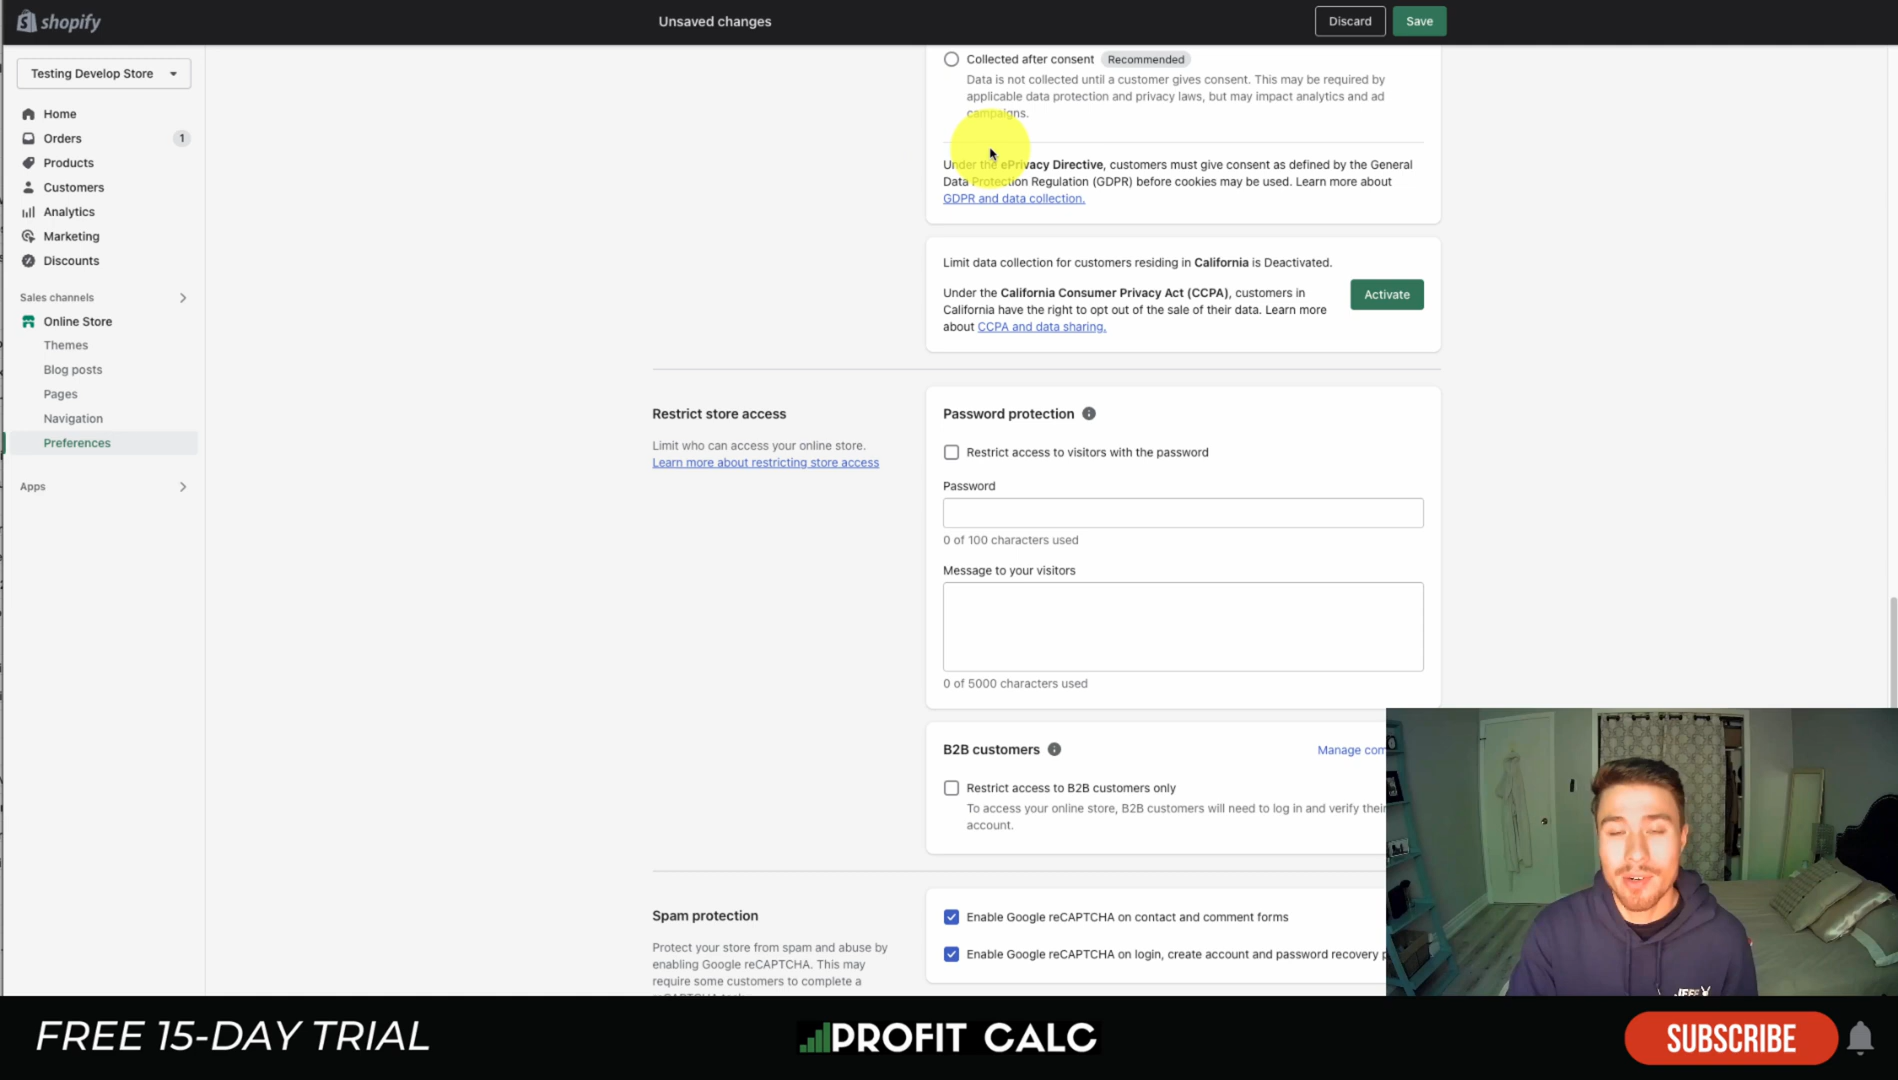 shopify
Unsaved changes
Discard
Save
Testing Develop Store
Home
Orders
1
Products
Customers
Analytics
Marketing
Discounts
Sales channels
Online Store
Themes
Blog posts
Pages
Navigation
Preferences
Apps
Collected after consent Recommended
Data is not collected until a customer gives consent. This may be required by
applicable data protection and privacy laws, but may impact analytics and ad
campaigns.
Under the ePrivacy Directive, customers must give consent as defined by the General
Data Protection Regulation (GDPR) before cookies may be used. Learn more about
GDPR and data collection.
Limit data collection for customers residing in California is Deactivated.
Under the California Consumer Privacy Act (CCPA), customers in
California have the right to opt out of the sale of their data. Learn more
about CCPA and data sharing.
Activate
Restrict store access
Limit who can access your online store.
Learn more about restricting store access
Password protection
Restrict access to visitors with the password
Password
0 of 100 characters used
Message to your visitors
0 of 5000 characters used
B2B customers
Manage com
Restrict access to B2B customers only
To access your online store, B2B customers will need to log in and verify their
account.
Spam protection
Protect your store from spam and abuse by
enabling Google reCAPTCHA. This may
require some customers to complete a
Enable Google reCAPTCHA on contact and comment forms
Enable Google reCAPTCHA on login, create account and password recovery
FREE 15-DAY TRIAL
PROFIT CALC
SUBSCRIBE